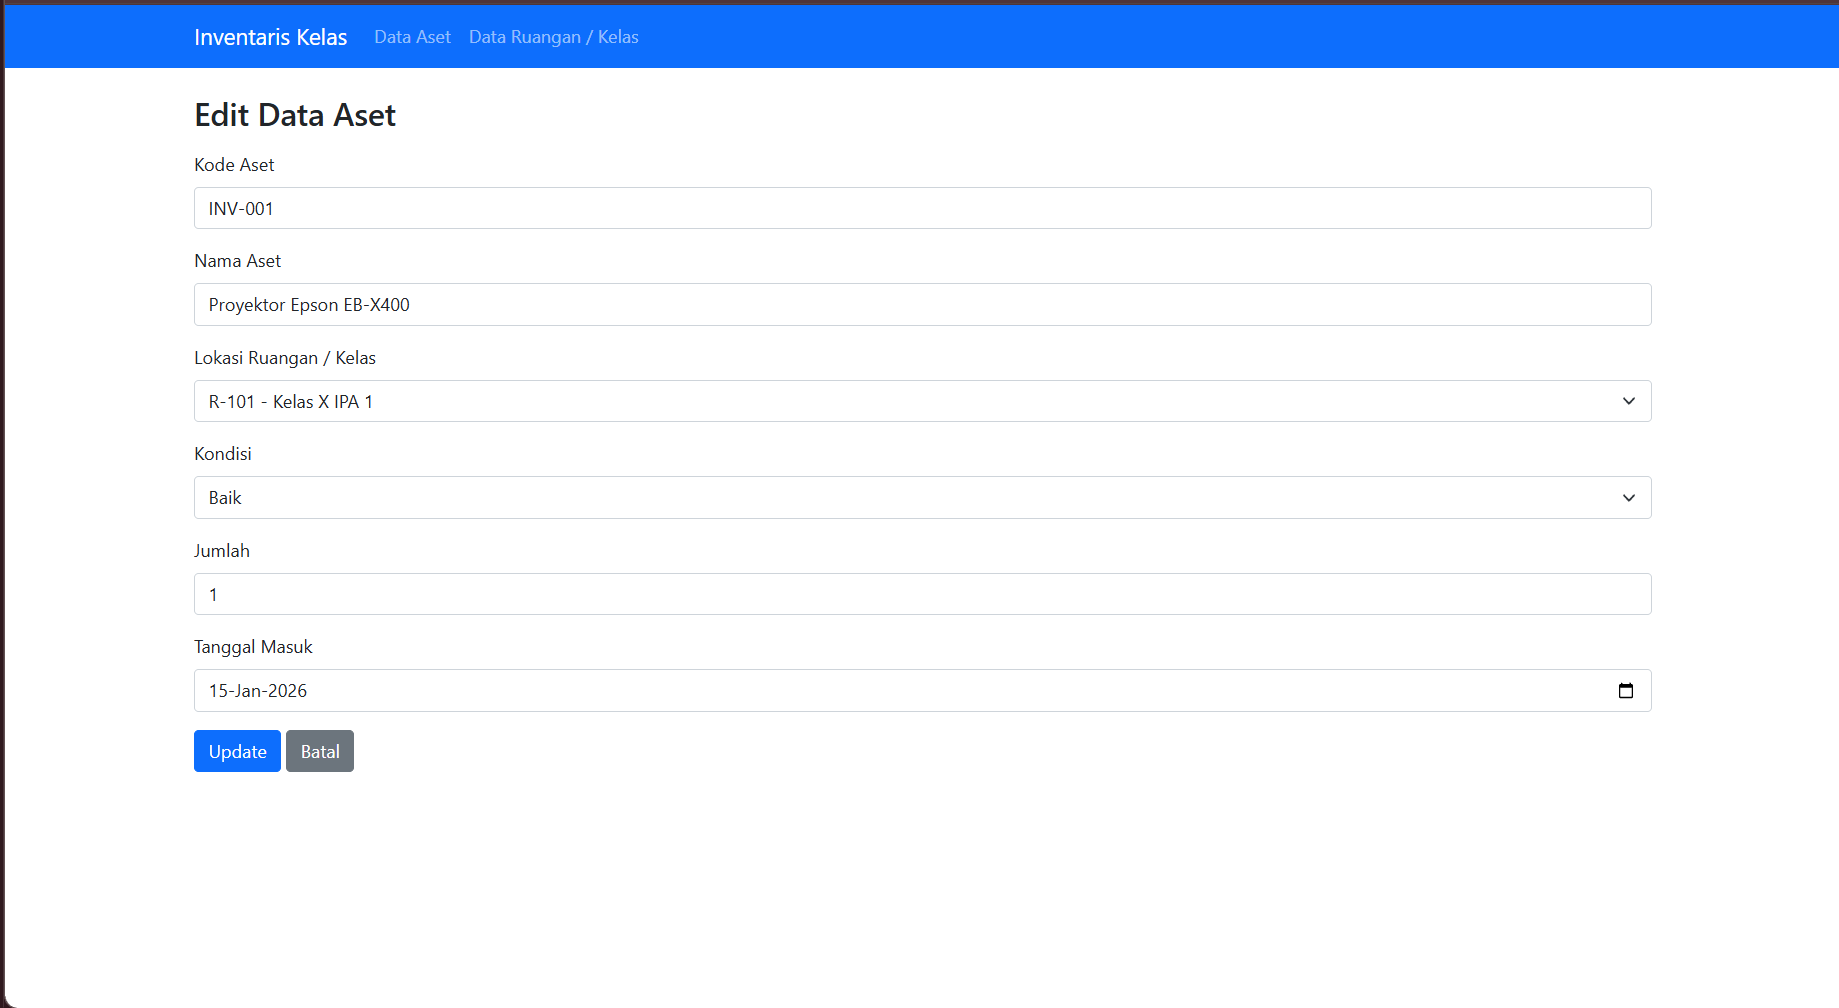 Inventaris Kelas Data Aset Data Ruangan / Kelas
Edit Data Aset
Kode Aset
INV-001
Nama Aset
Proyektor Epson EB-X400
Lokasi Ruangan / Kelas
R-101 - Kelas X IPA 1
Kondisi
Baik
Jumlah
1
Tanggal Masuk
15-Jan-2026
Update Batal